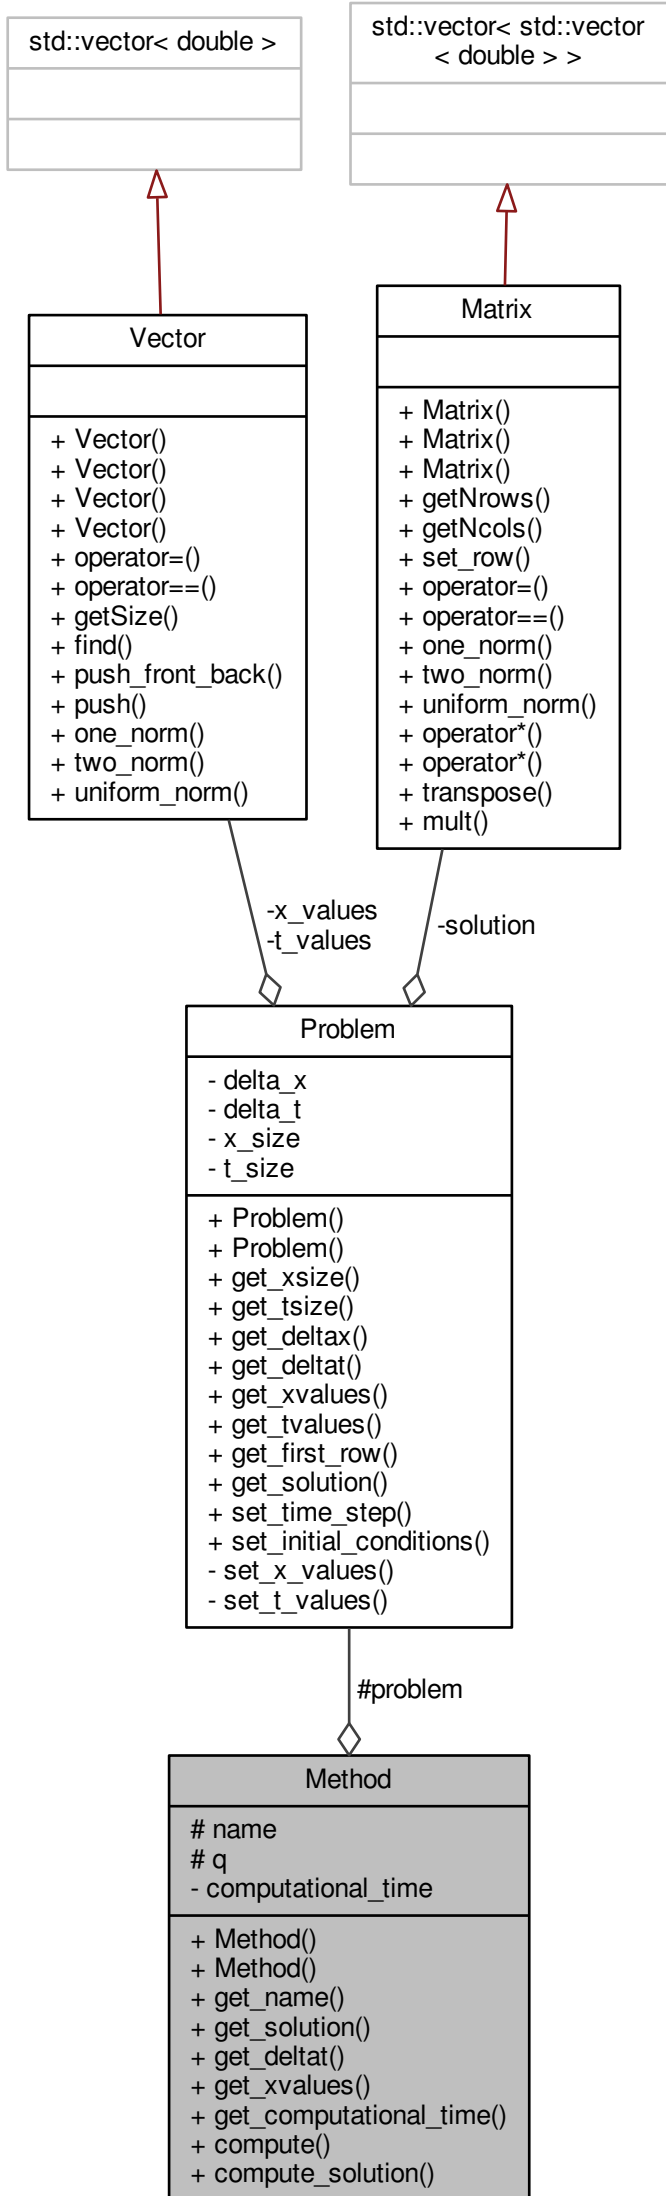 std::vector< double >
std::vector< std::vector
< double > >
Vector
+ Vector()
+ Vector()
+ Vector()
+ Vector()
+ operator=()
+ operator==()
+ getSize()
+ find()
+ push_front_back()
+ push()
+ one_norm()
+ two_norm()
+ uniform_norm()
Matrix
+ Matrix()
+ Matrix()
+ Matrix()
+ getNrows()
+ getNcols()
+ set_row()
+ operator=()
+ operator==()
+ one_norm()
+ two_norm()
+ uniform_norm()
+ operator*()
+ operator*()
+ transpose()
+ mult()
-x_values
-t_values
-solution
Problem
- delta_x
- delta_t
- x_size
- t_size
+ Problem()
+ Problem()
+ get_xsize()
+ get_tsize()
+ get_deltax()
+ get_deltat()
+ get_xvalues()
+ get_tvalues()
+ get_first_row()
+ get_solution()
+ set_time_step()
+ set_initial_conditions()
- set_x_values()
- set_t_values()
#problem
Method
# name
# q
- computational_time
+ Method()
+ Method()
+ get_name()
+ get_solution()
+ get_deltat()
+ get_xvalues()
+ get_computational_time()
+ compute()
+ compute_solution()